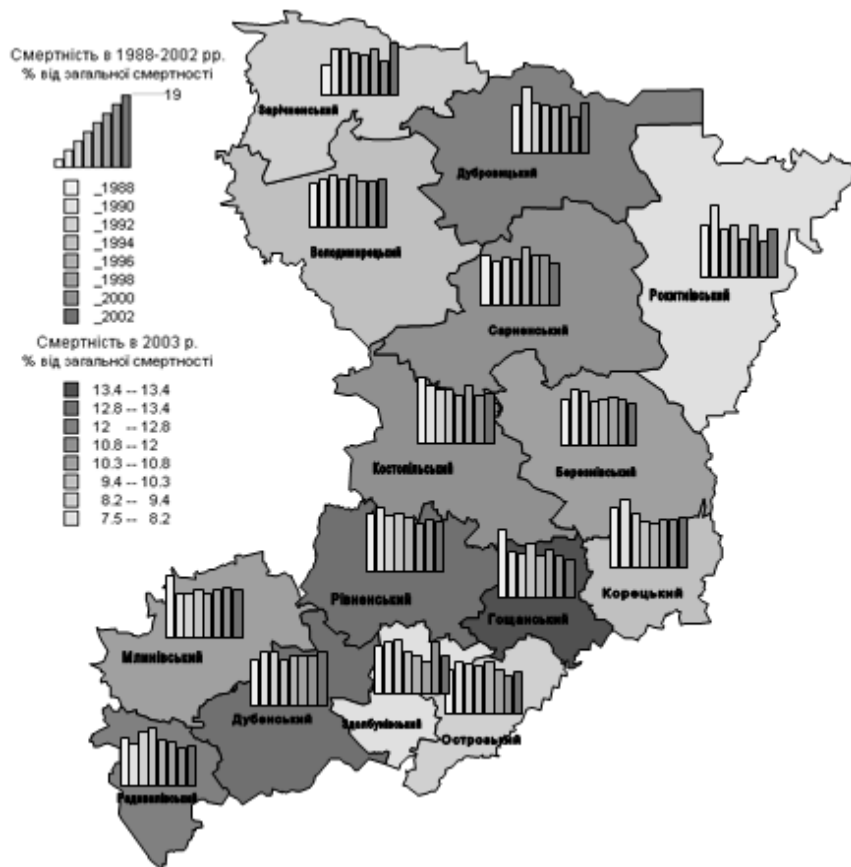 Смертність в 1988-2002 рр.
% від загальної смертності
19
_1988
_1990
_1992
_1994
_1996
_1998
_2000
_2002
Смертність в 2003 р.
% від загальної смертності
13.4 -- 13.4
12.8 -- 13.4
12 -- 12.8
10.8 -- 12
10.3 -- 10.8
9.4 -- 10.3
8.2 -- 9.4
7.5 -- 8.2
Зарічненський
Дубровицький
Володимирецький
Рокитнівський
Сарненський
Костопільський
Березнівський
Рівненський
Гощанський
Корецький
Млинівський
Дубенський
Здолбунівський
Острозький
Радивилівський